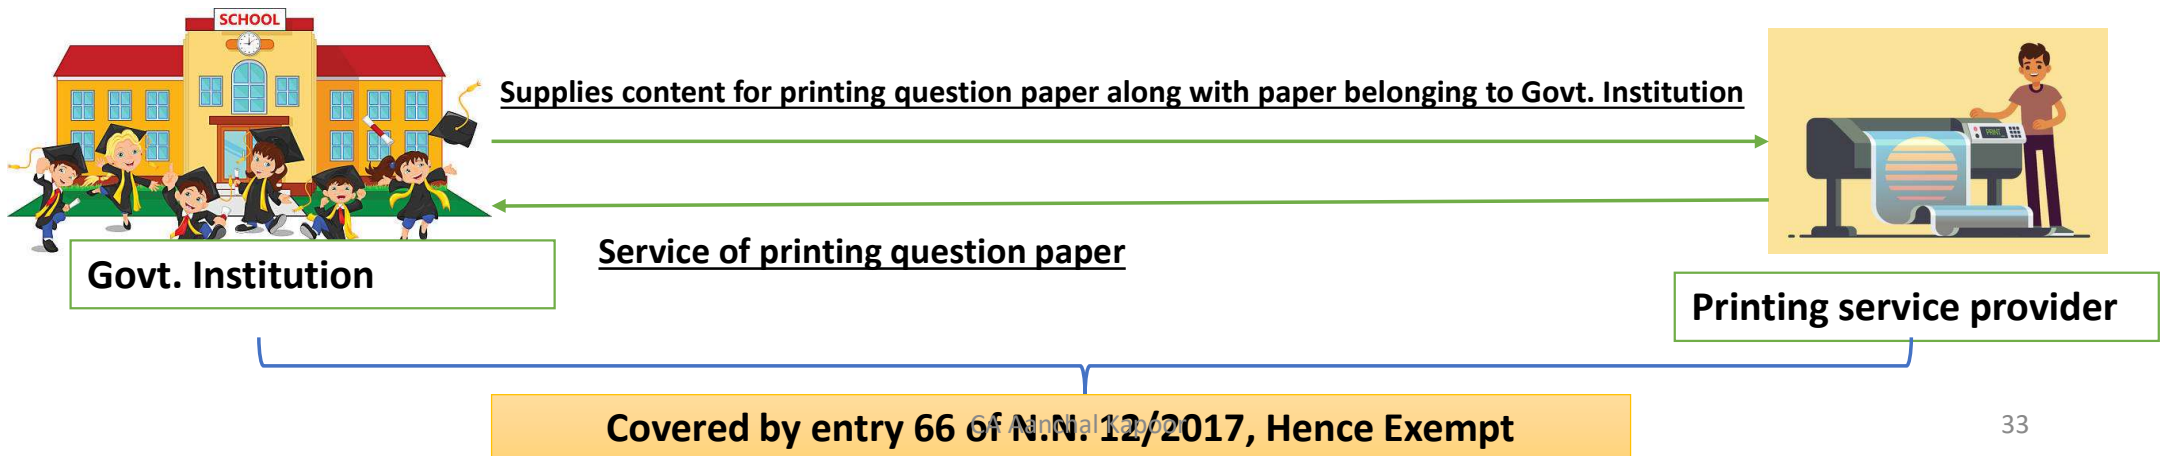 SCHOOL
Supplies content for printing question paper along with paper belonging to Govt. Institution
PRINT
Service of printing question paper
Govt. Institution
Printing service provider
Covered by entry 66 of N.N. 12/2017, Hence Exempt
CA Aanchal Kapoor
33